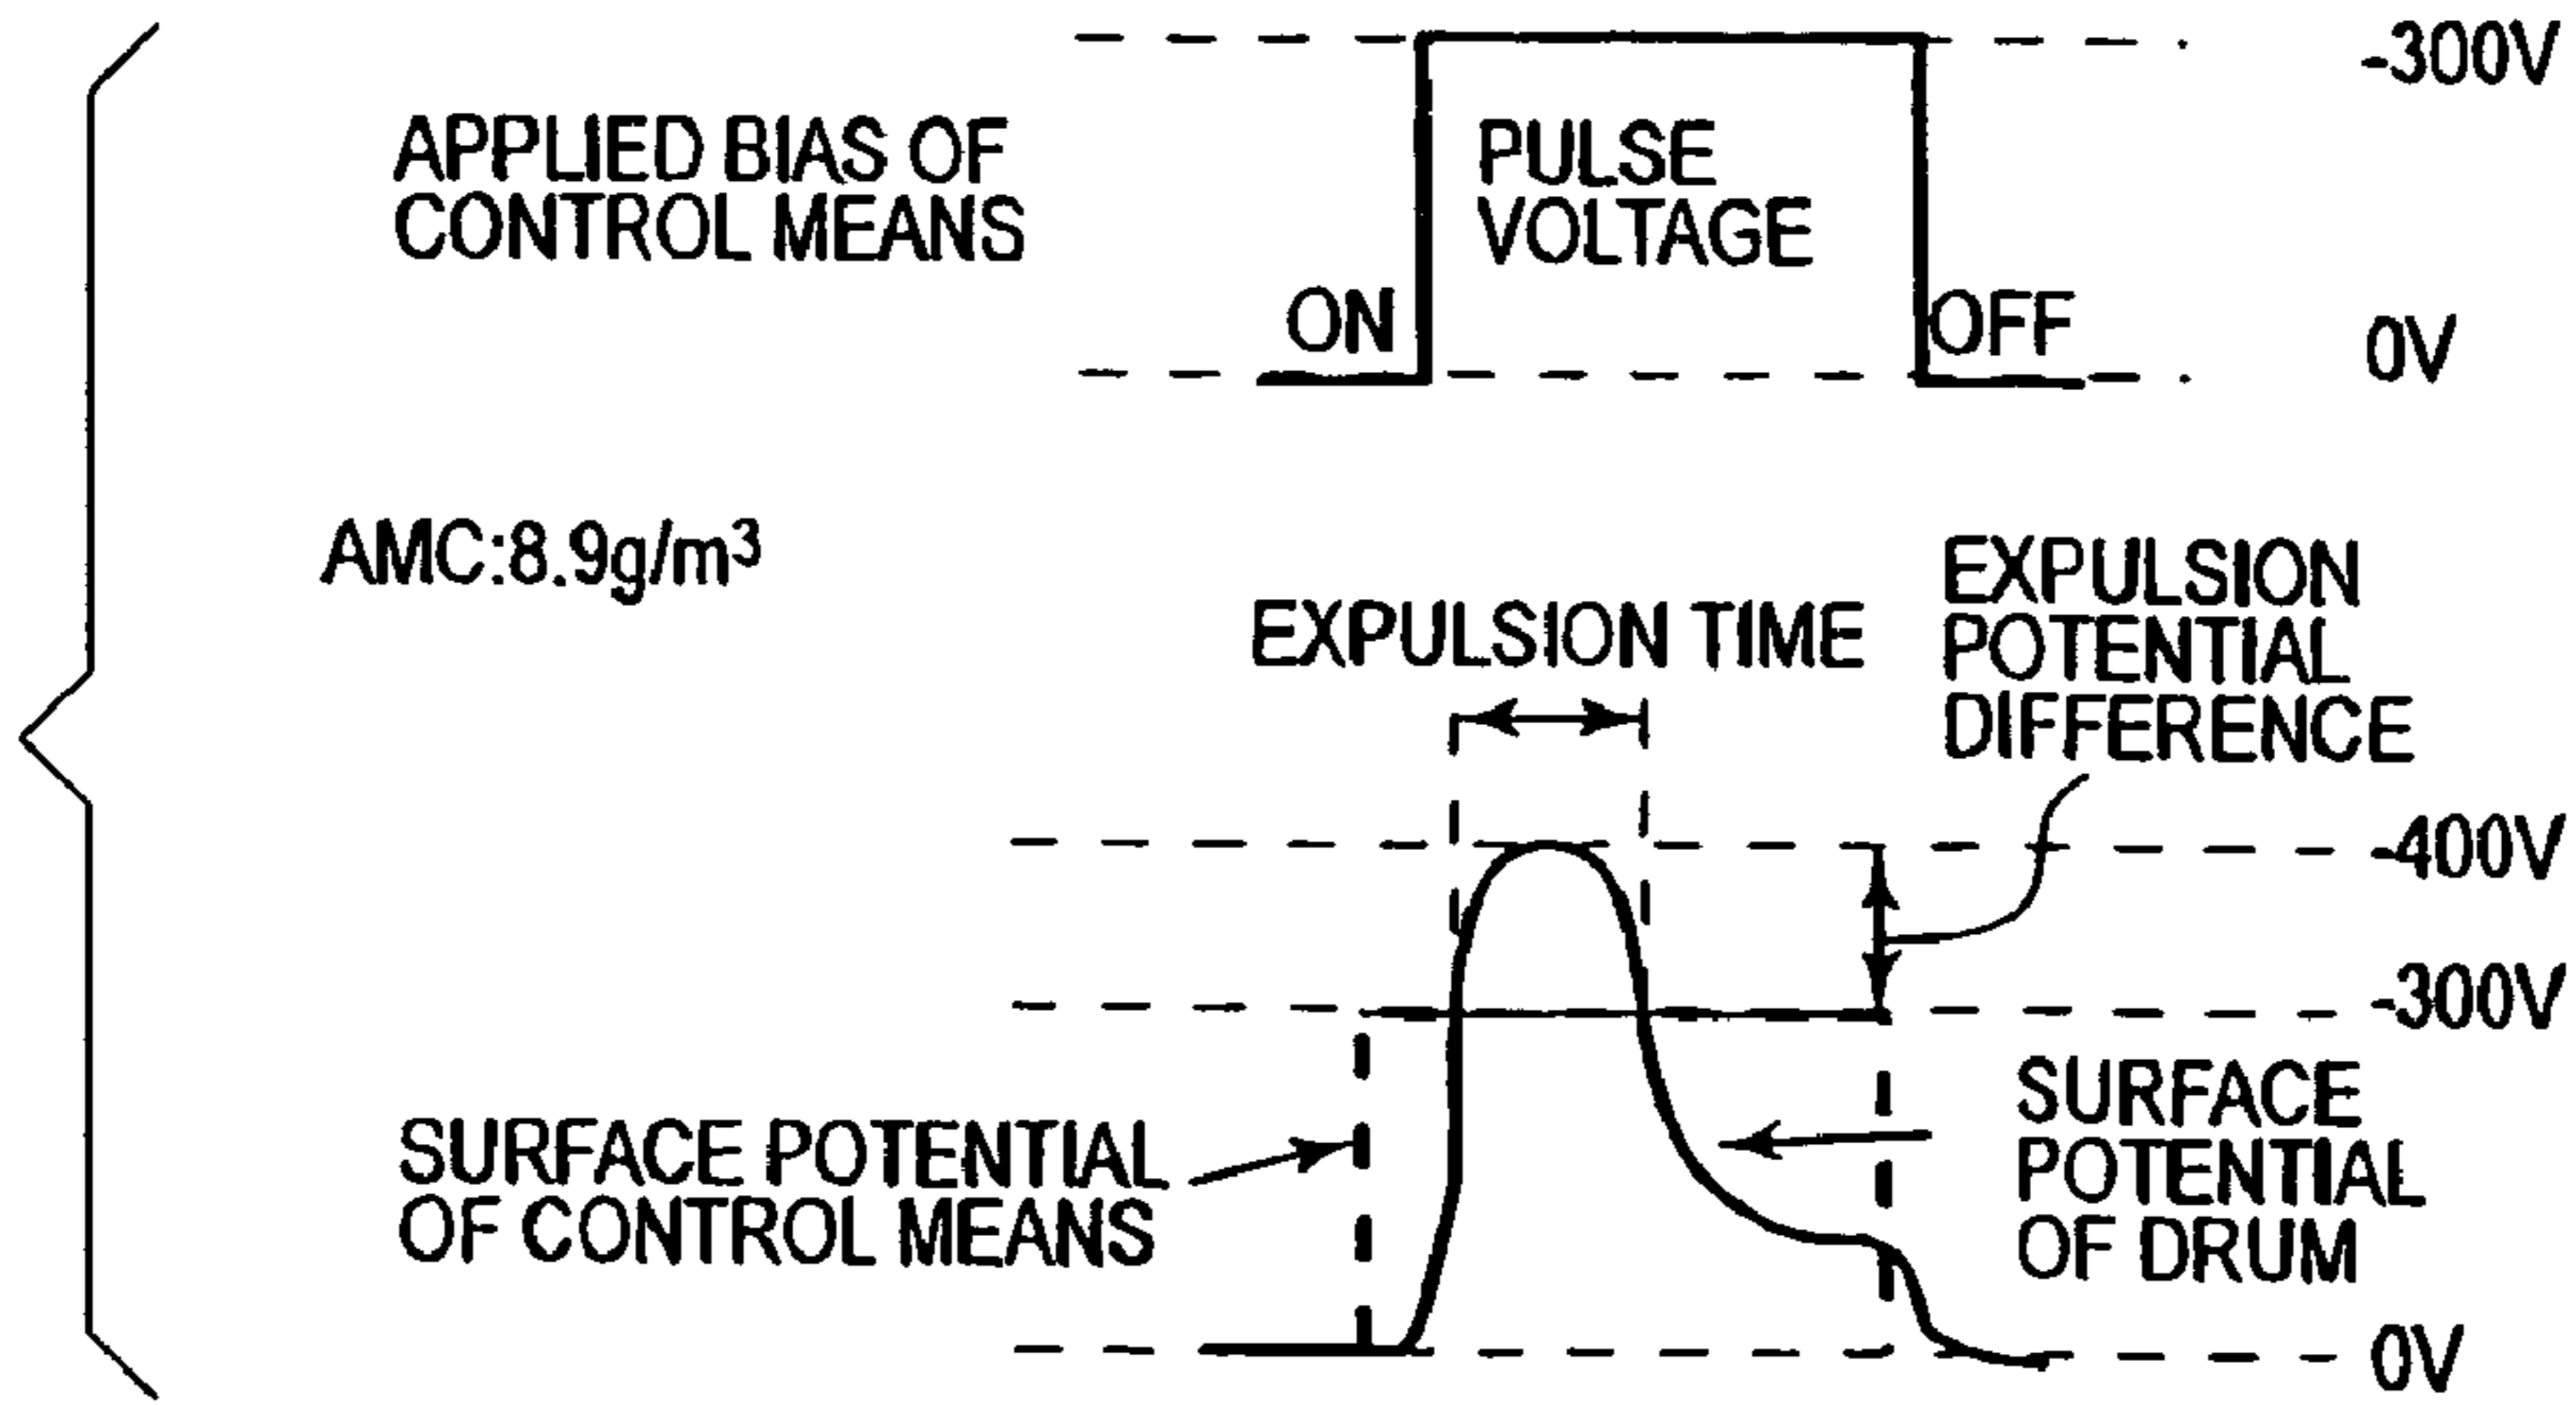 -300V
APPLIED BIAS OF
CONTROL MEANS
PULSE
VOLTAGE
ON
OFF
0V
AMC:8.9g/m³
EXPULSION TIME
EXPULSION
POTENTIAL
DIFFERENCE
-400V
-300V
SURFACE POTENTIAL
OF CONTROL MEANS
SURFACE
POTENTIAL
OF DRUM
0V